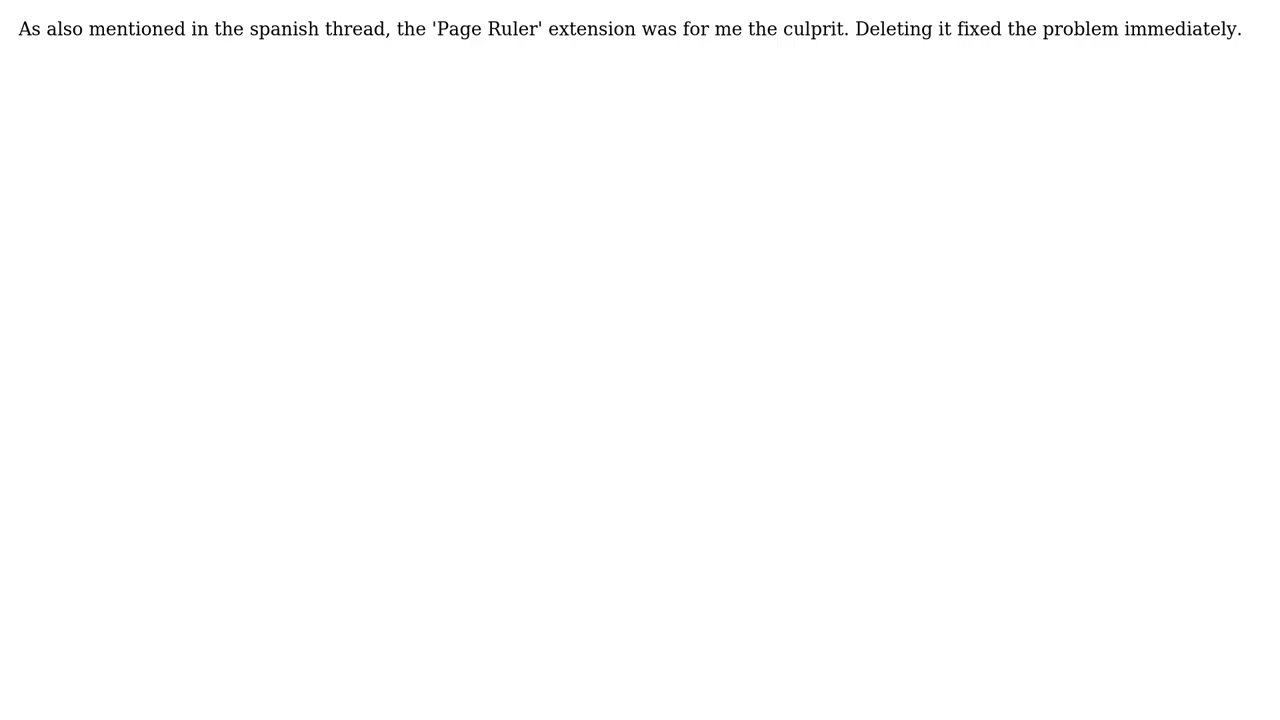 As also mentioned in the spanish thread, the 'Page Ruler' extension was for me the culprit. Deleting it fixed the problem immediately.